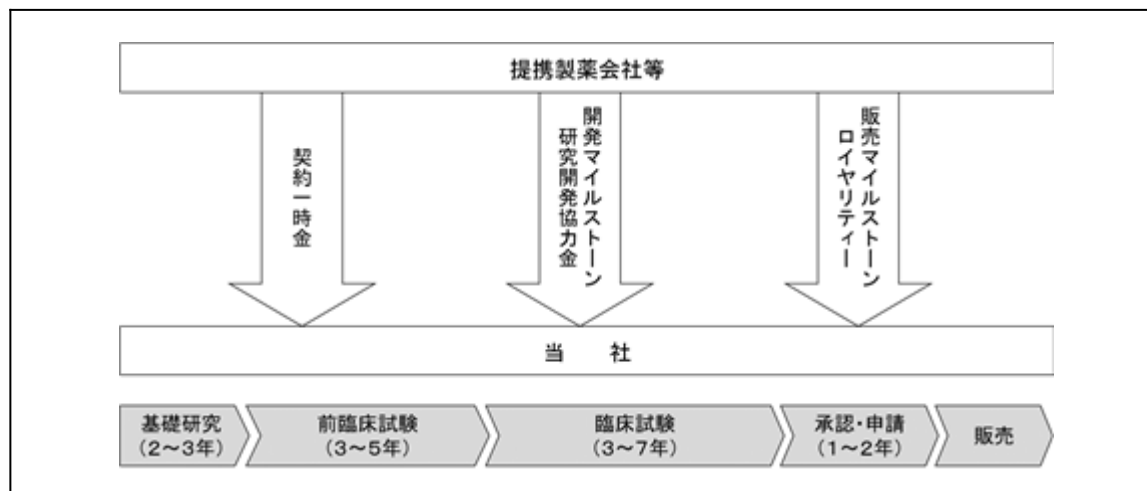 提携製薬会社等
契約一時金
開発マイルストーン
研究開発協力金
販売マイルストーン
ロイヤリティー
当　社
基礎研究
（2～3年）
前臨床試験
（3～5年）
臨床試験
（3～7年）
承認・申請
（1～2年）
販売